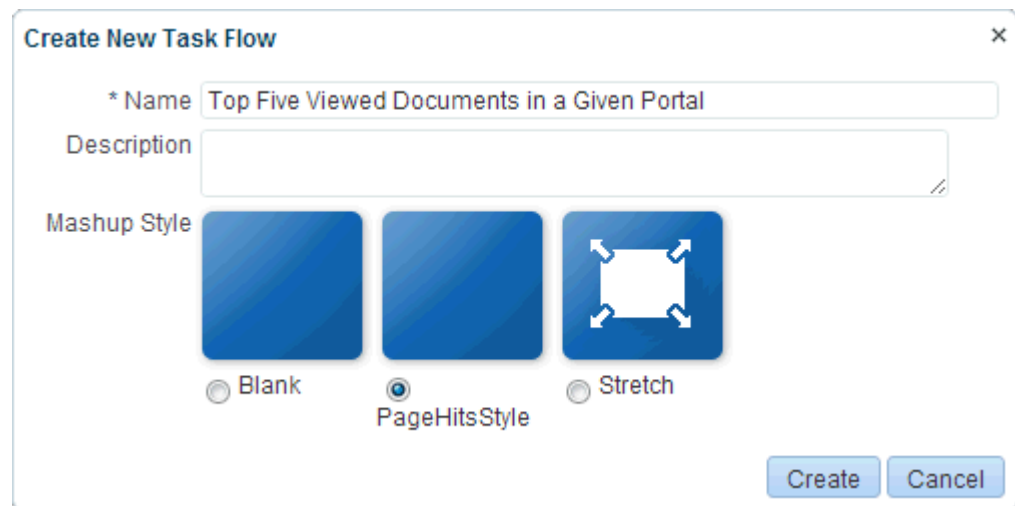 Create New Task Flow ×
* Name Top Five Viewed Documents in a Given Portal
Description
Mashup Style
Blank
PageHitsStyle
Stretch
Create Cancel